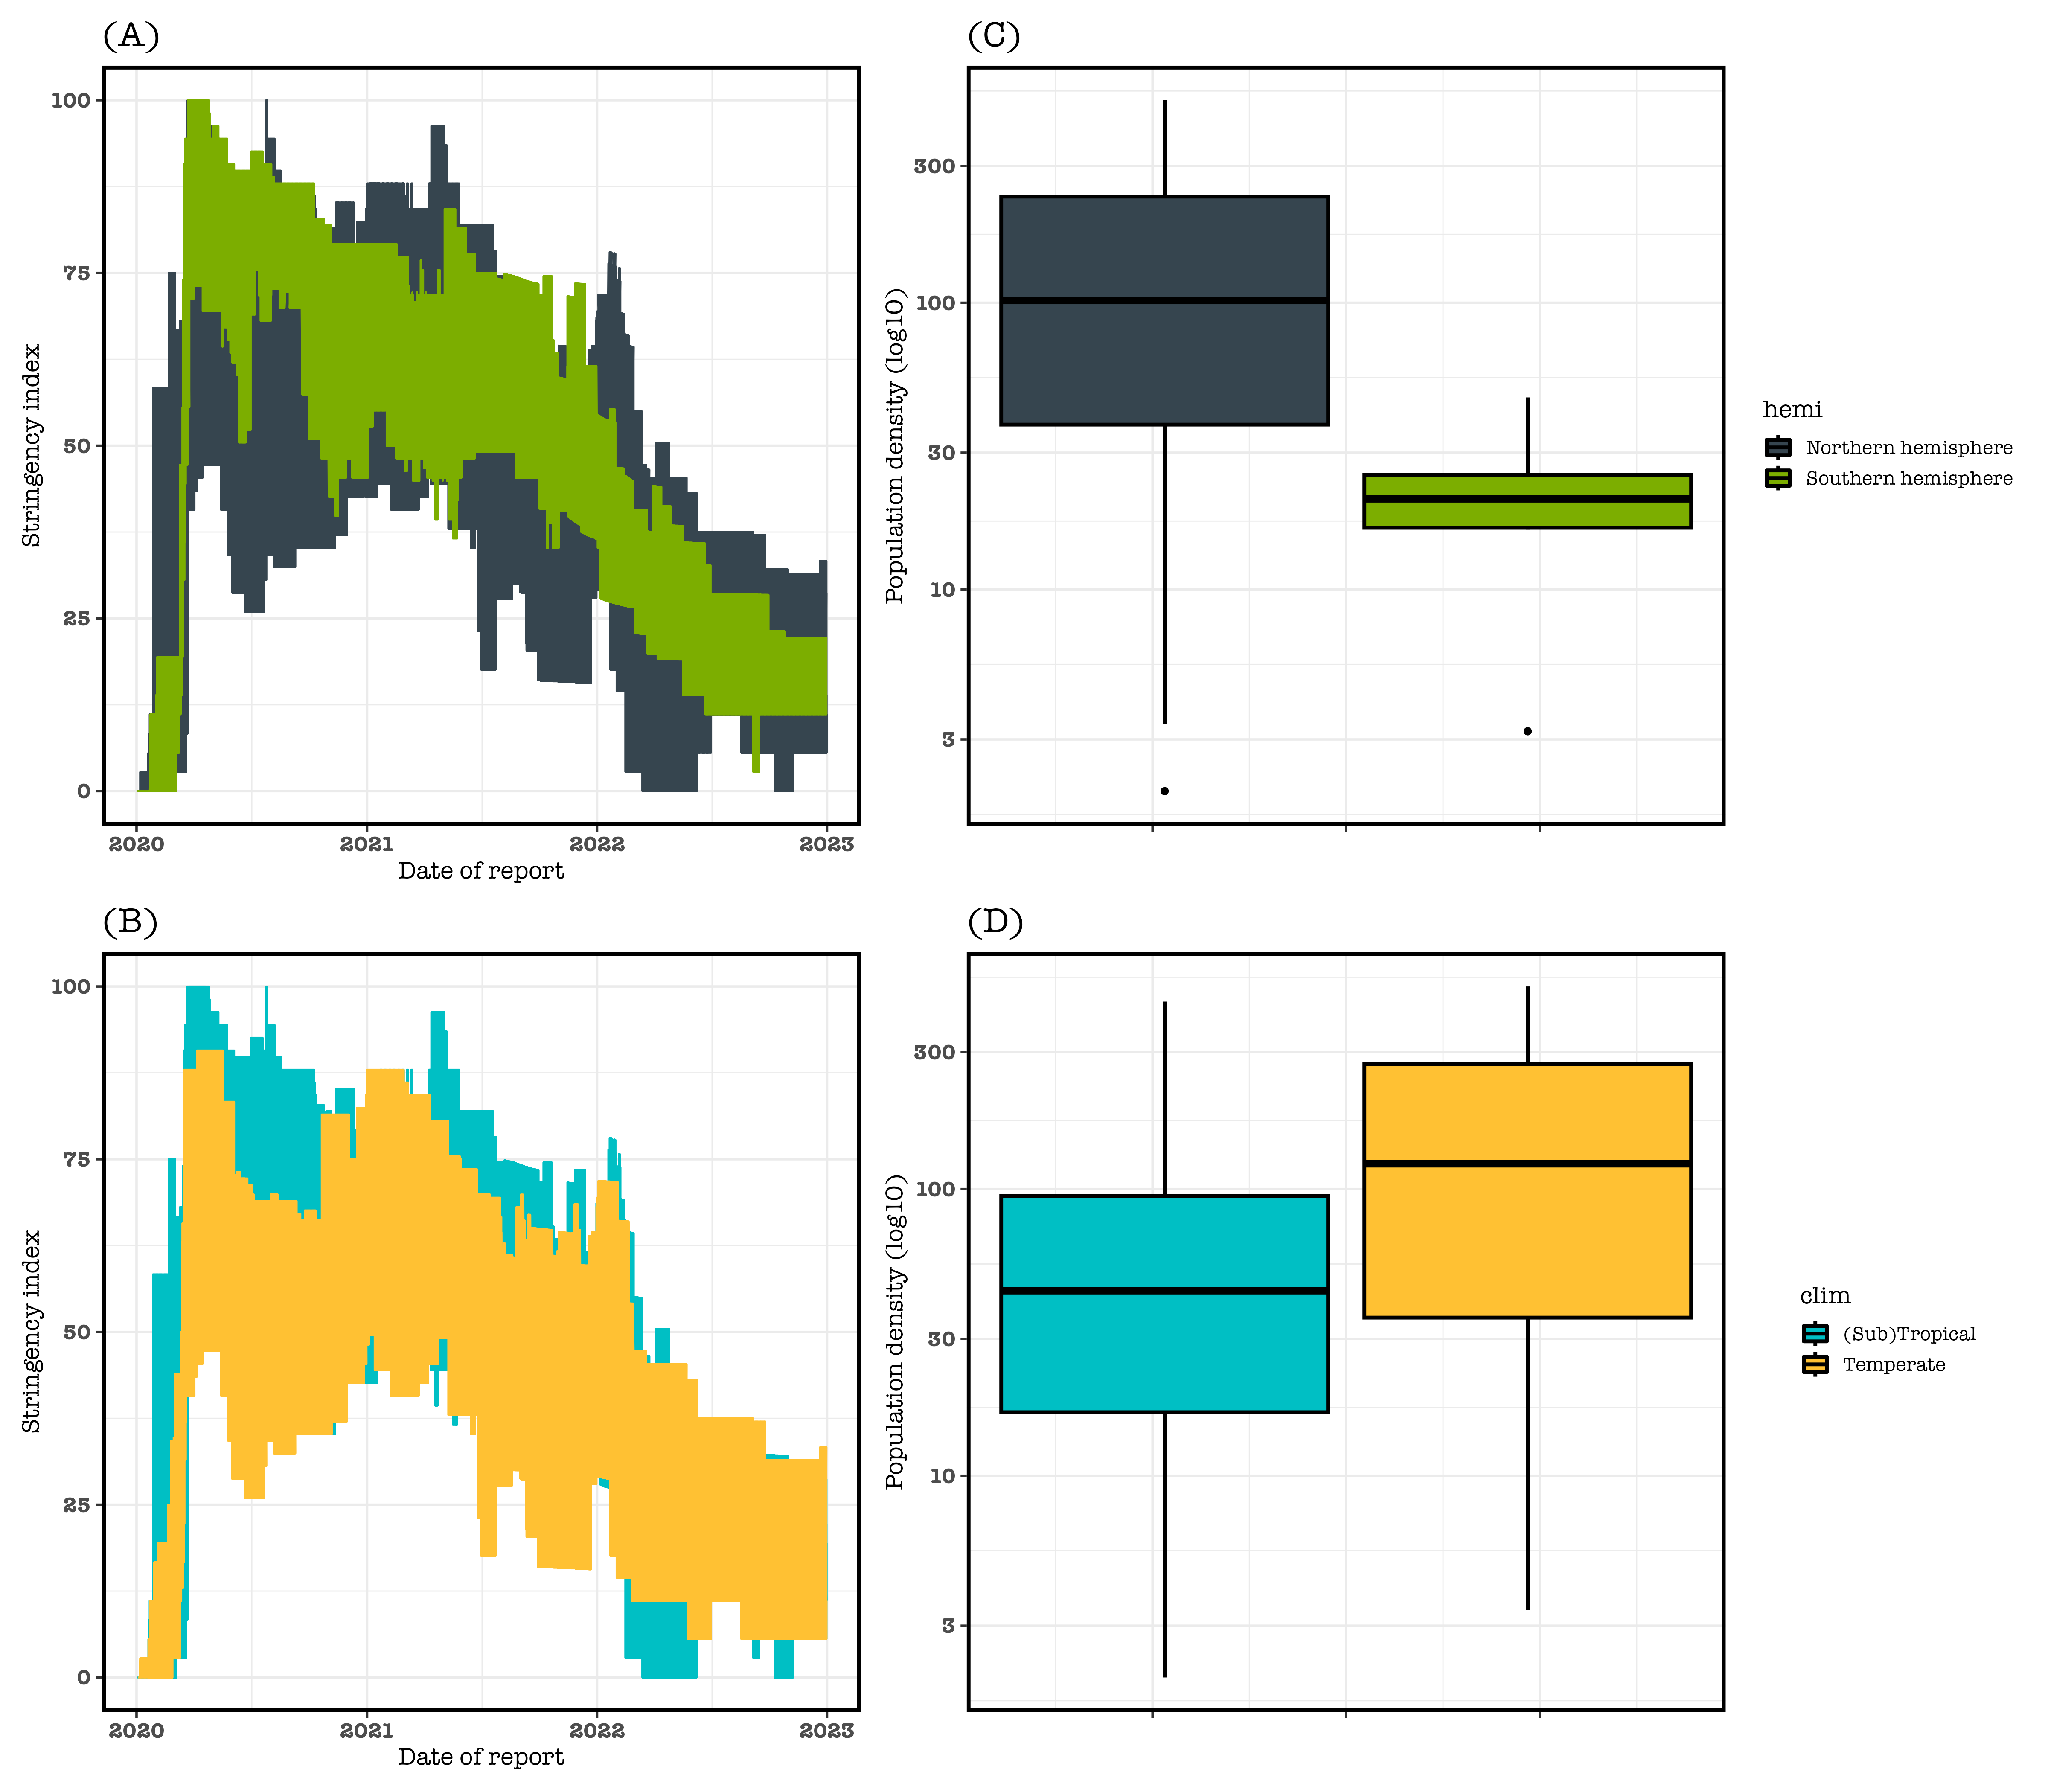 (A)
100
75
50
25
0
Stringency index
2020 2021 2022 2023
Date of report
(C)
300
100
30
10
3
Population density (log10)
hemi
Northern hemisphere
Southern hemisphere
(B)
100
75
50
25
0
Stringency index
2020 2021 2022 2023
Date of report
(D)
300
100
30
10
3
Population density (log10)
clim
(Sub)Tropical
Temperate